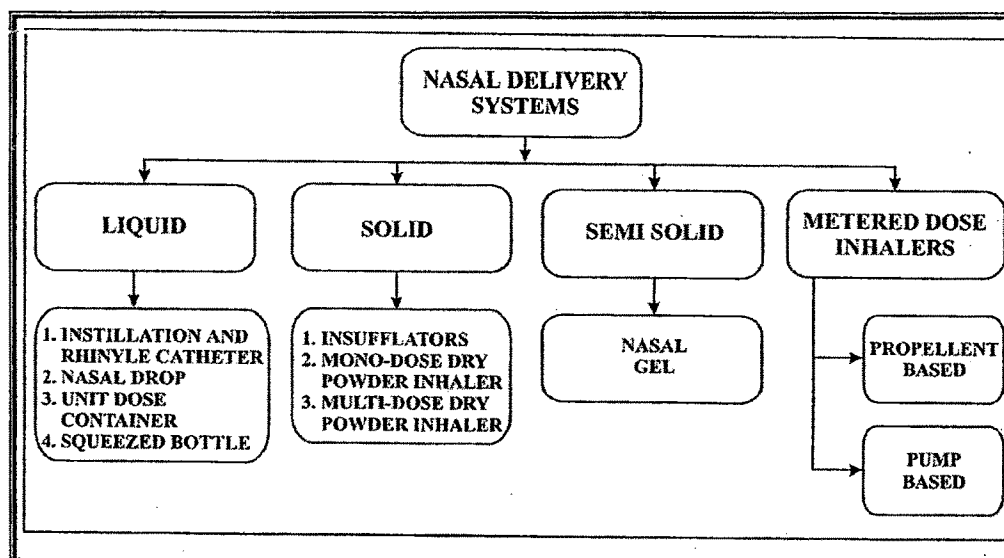 NASAL DELIVERY
SYSTEMS
LIQUID
SOLID
SEMI SOLID
METERED DOSE
INHALERS
1. INSTILLATION AND
RHINYLE CATHETER
2. NASAL DROP
3. UNIT DOSE
CONTAINER
4. SQUEEZED BOTTLE
1. INSUFFLATORS
2. MONO-DOSE DRY
POWDER INHALER
3. MULTI-DOSE DRY
POWDER INHALER
NASAL
GEL
PROPELLENT
BASED
PUMP
BASED